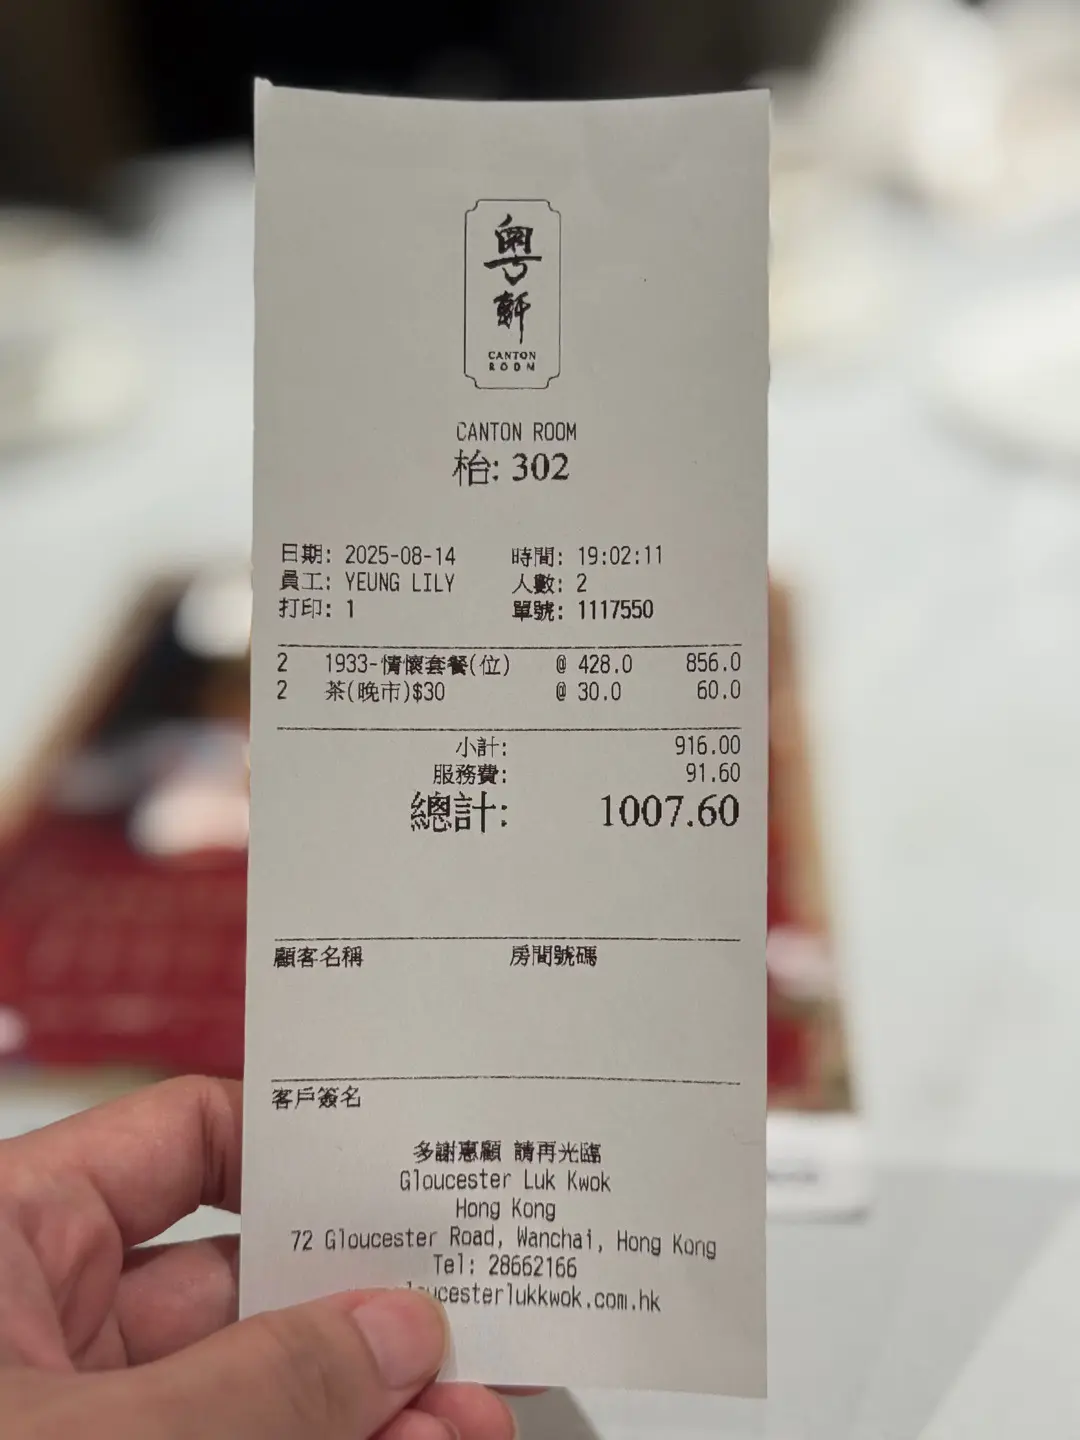 粵軒
CANTON
ROOM
CANTON ROOM
枱: 302
日期: 2025-08-14 時間: 19:02:11
員工: YEUNG LILY 人數: 2
打印: 1 單號: 1117550
2 1933-情懷套餐(位) @ 428.0 856.0
2 茶(晚市)$30 @ 30.0 60.0
小計: 916.00
服務費: 91.60
總計: 1007.60
顧客名稱 房間號碼
客戶簽名
多謝惠顧 請再光臨
Gloucester Luk Kwok
Hong Kong
72 Gloucester Road, Wanchai, Hong Kong
Tel: 28662166
ucesterlukkwok.com.hk